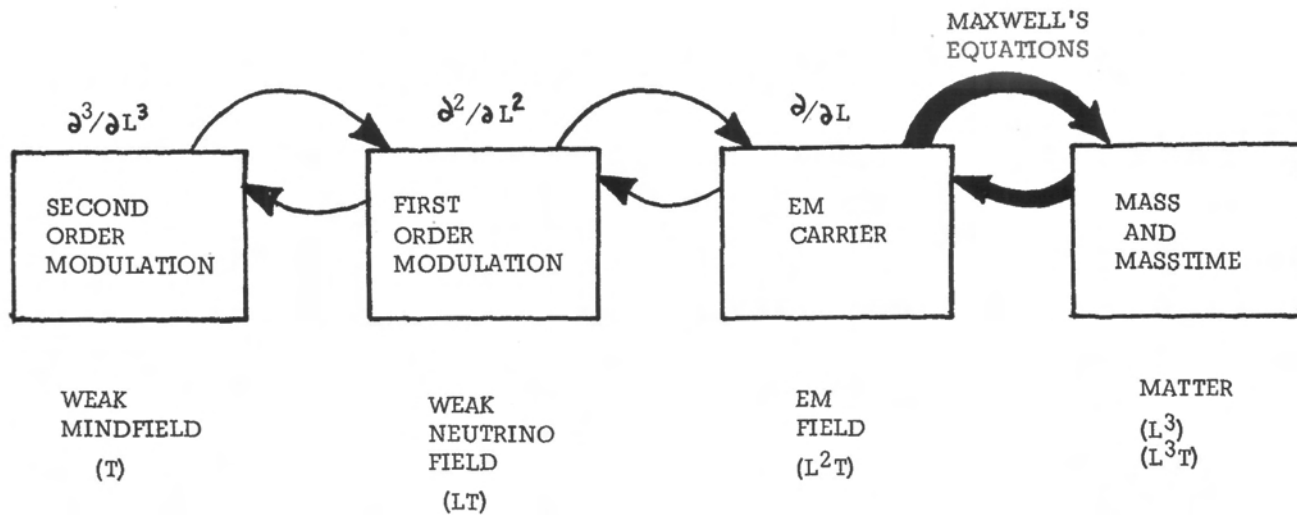 MAXWELL'S
EQUATIONS
∂³/∂L³
∂²/∂L²
∂/∂L
SECOND
ORDER
MODULATION
FIRST
ORDER
MODULATION
EM
CARRIER
MASS
AND
MASSTIME
WEAK
MINDFIELD
(T)
WEAK
NEUTRINO
FIELD
(LT)
EM
FIELD
(L²T)
MATTER
(L³)
(L³T)